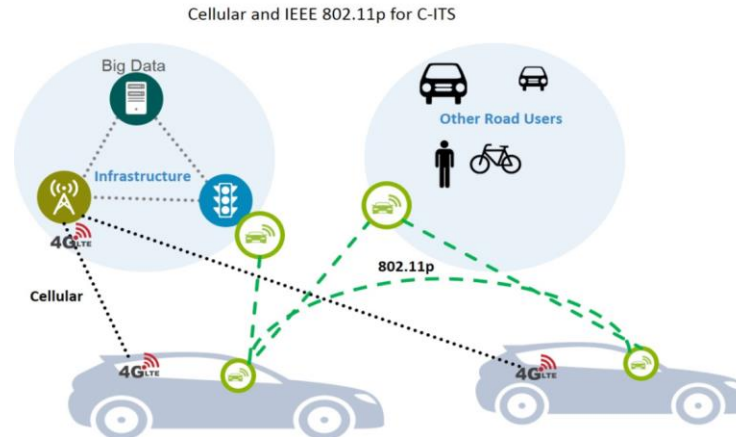 Cellular and IEEE 802.11p for C-ITS
Big Data
Infrastructure
Other Road Users
4G LTE
802.11p
Cellular
4G LTE
4G LTE